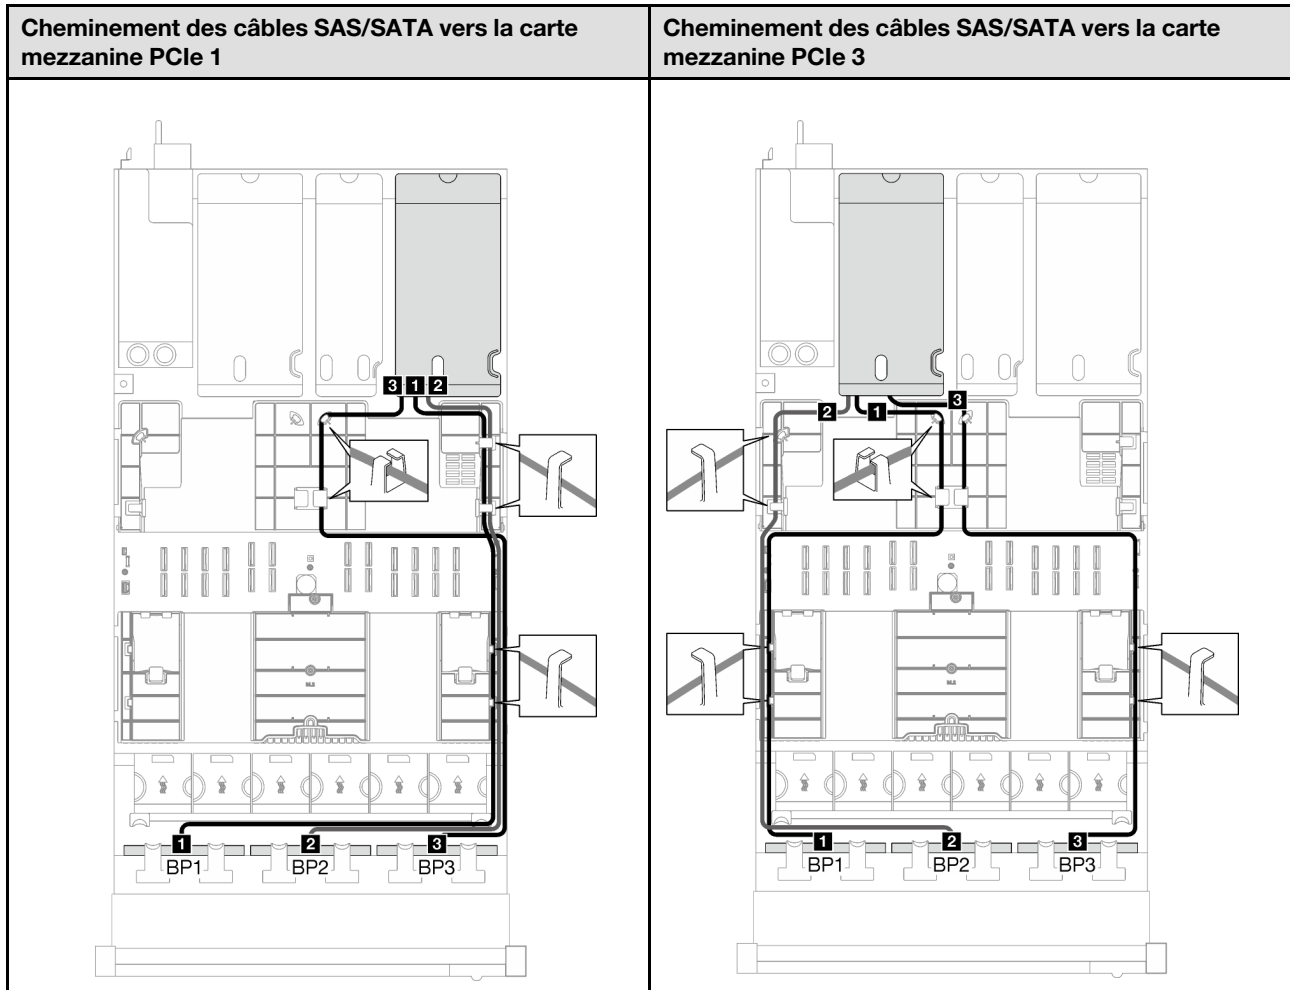 Cheminement des câbles SAS/SATA vers la carte
mezzanine PCIe 1
Cheminement des câbles SAS/SATA vers la carte
mezzanine PCIe 3
3 1 2
1 2 3
BP1 BP2 BP3
2 1 3
1 2 3
BP1 BP2 BP3